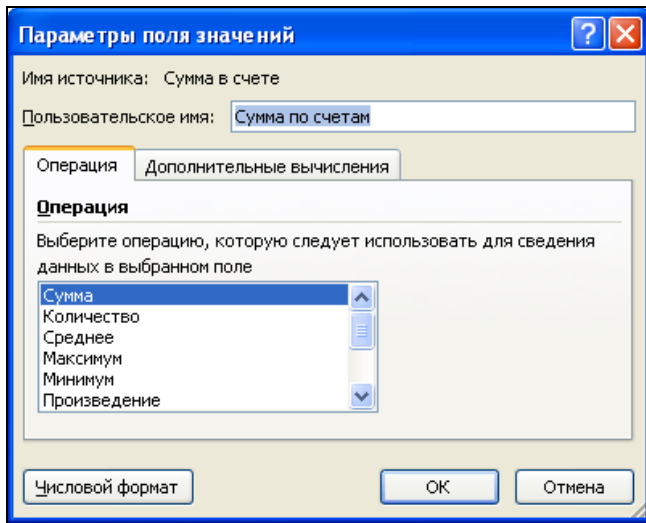 Параметры поля значений
Имя источника: Сумма в счете
Пользовательское имя: Сумма по счетам
Операция Дополнительные вычисления
Операция
Выберите операцию, которую следует использовать для сведения
данных в выбранном поле
Сумма
Количество
Среднее
Максимум
Минимум
Произведение
Числовой формат ОК Отмена